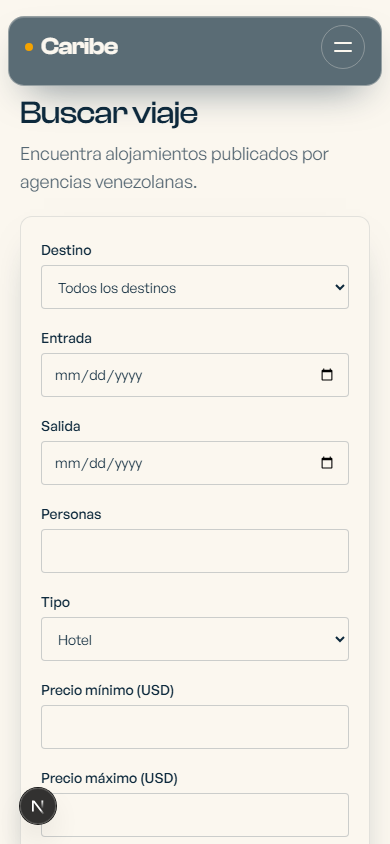 Caribe
Buscar viaje
Encuentra alojamientos publicados por
agencias venezolanas.
Destino
Todos los destinos
Entrada
mm/dd/yyyy
Salida
mm/dd/yyyy
Personas
Tipo
Hotel
Precio mínimo (USD)
Precio máximo (USD)
N